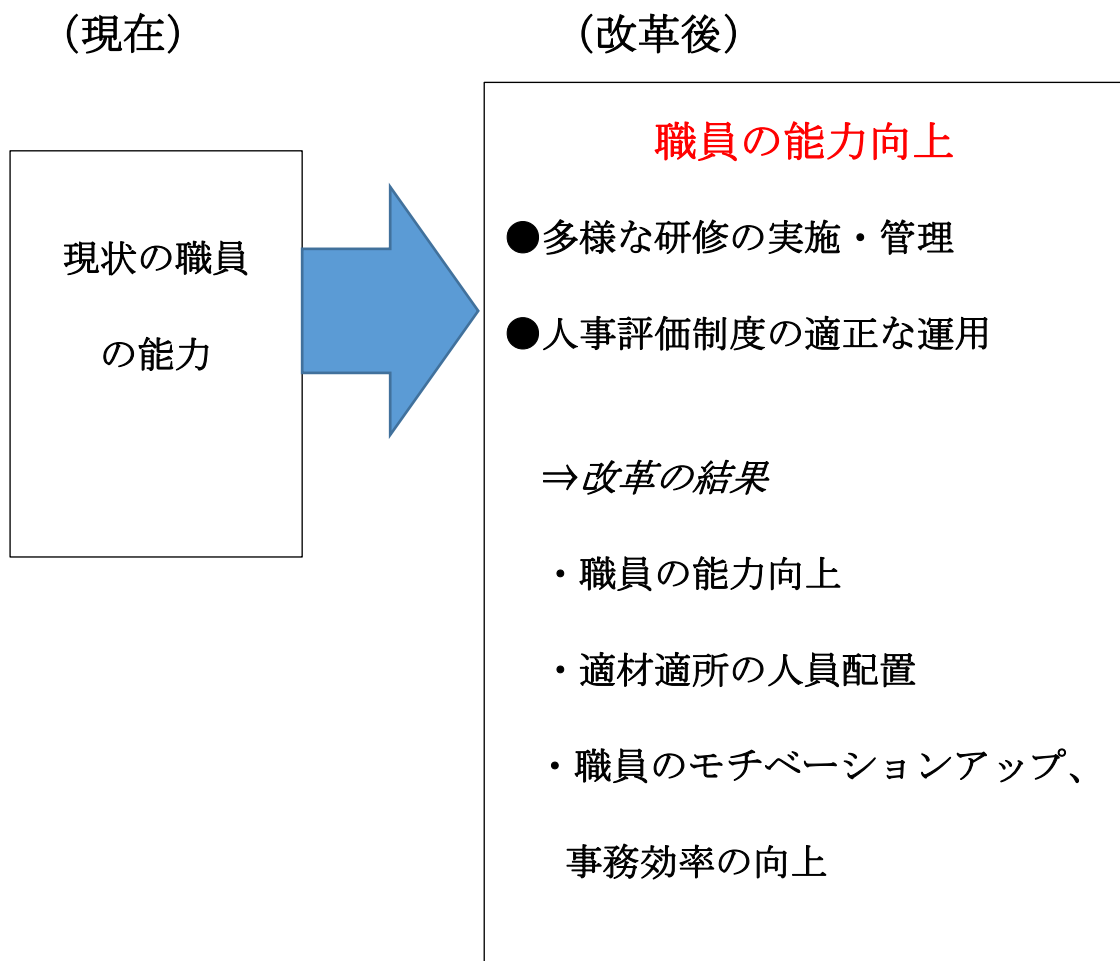 （現在）
（改革後）
現状の職員
の能力
職員の能力向上
●多様な研修の実施・管理
●人事評価制度の適正な運用
⇒改革の結果
・職員の能力向上
・適材適所の人員配置
・職員のモチベーションアップ、
事務効率の向上